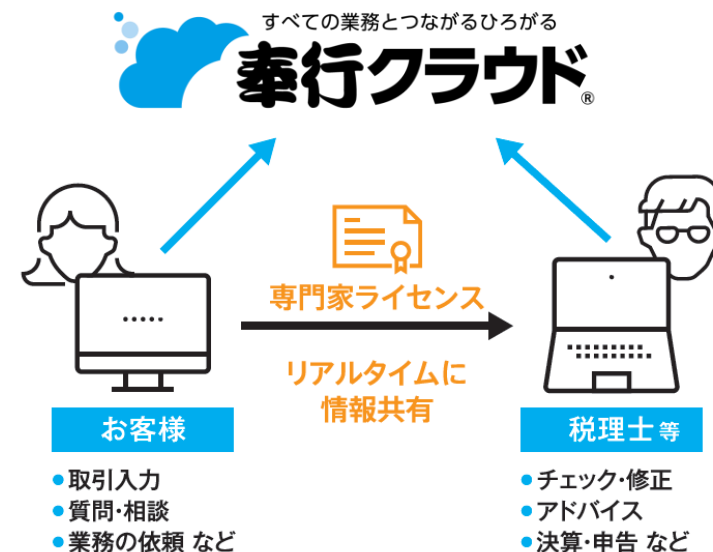 すべての業務とつながるひろがる
奉行クラウド®
専門家ライセンス
リアルタイムに
情報共有
お客様
・取引入力
・質問・相談
・業務の依頼 など
税理士等
・チェック・修正
・アドバイス
・決算・申告 など